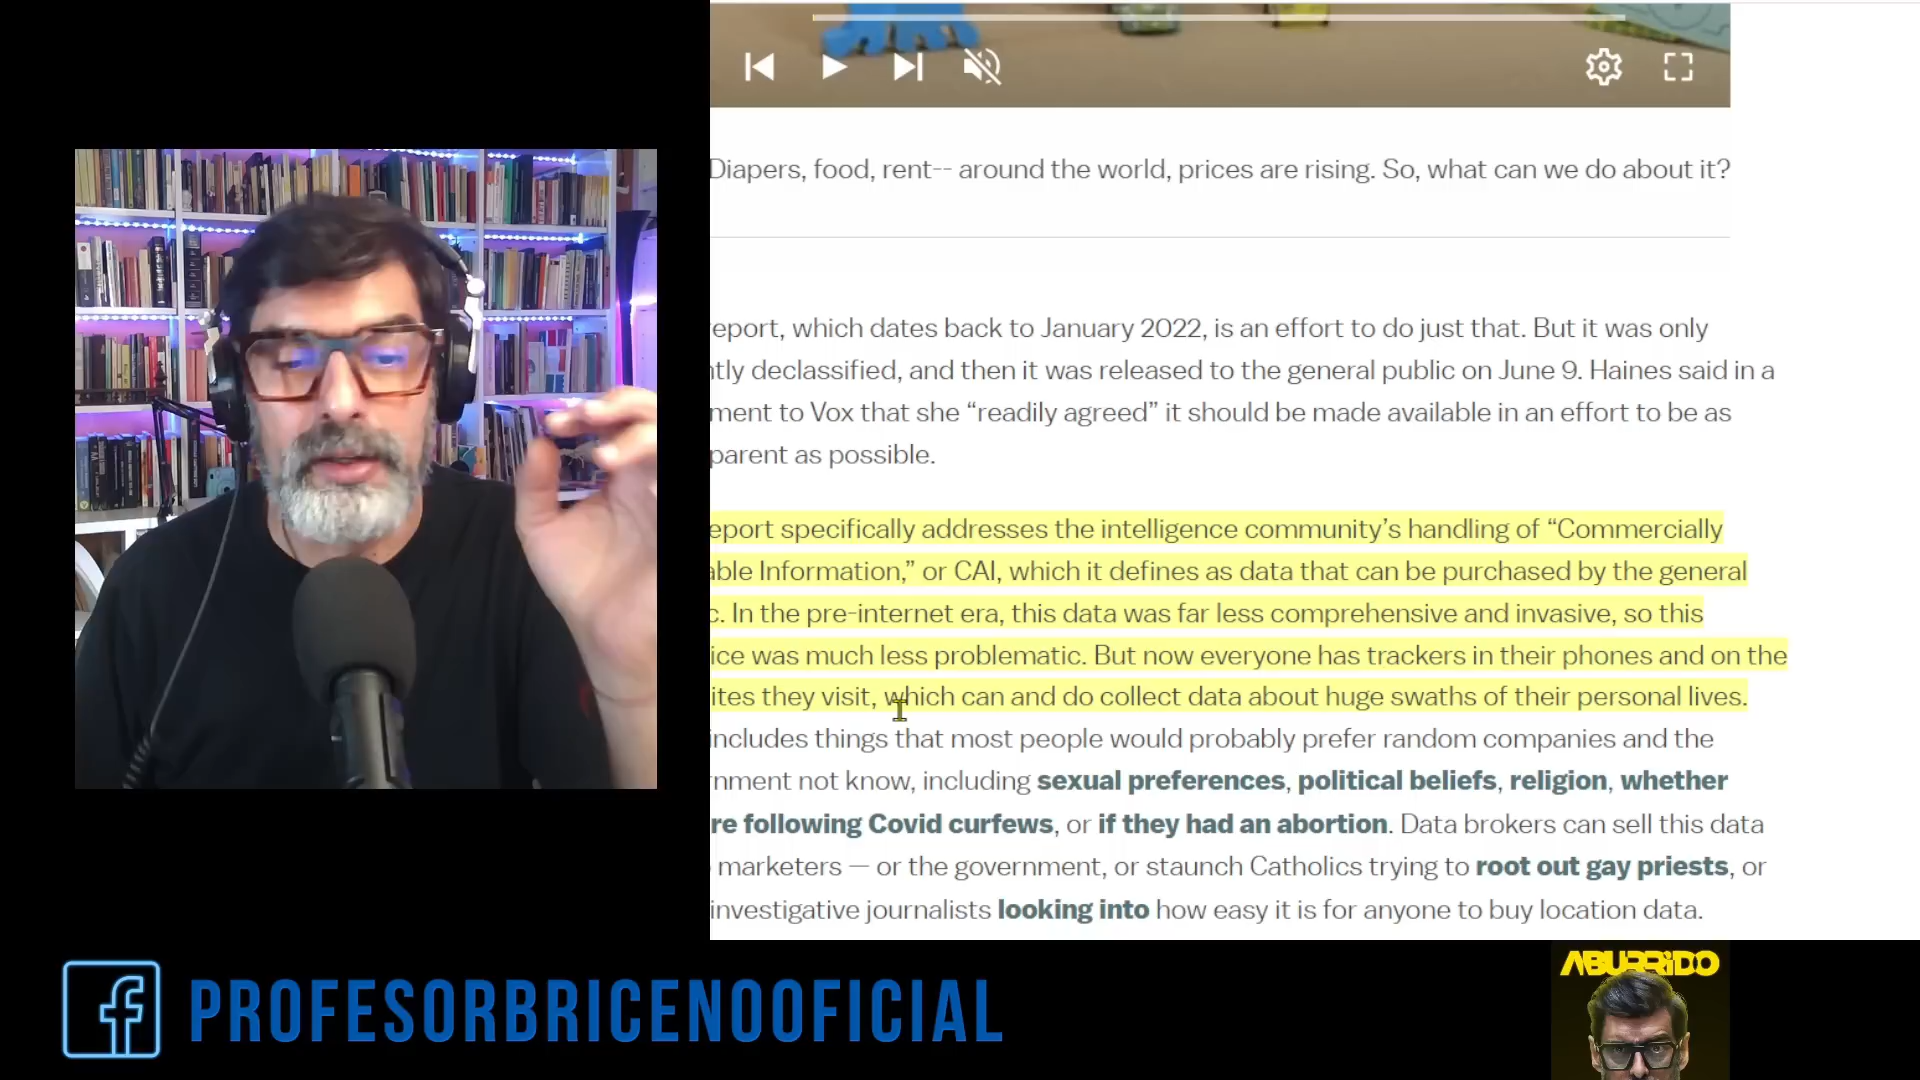 Diapers, food, rent-- around the world, prices are rising. So, what can we do about it?
eport, which dates back to January 2022, is an effort to do just that. But it was only
ntly declassified, and then it was released to the general public on June 9. Haines said in a
ment to Vox that she “readily agreed” it should be made available in an effort to be as
parent as possible.
eport specifically addresses the intelligence community’s handling of “Commercially
able Information,” or CAI, which it defines as data that can be purchased by the general
c. In the pre-internet era, this data was far less comprehensive and invasive, so this
ice was much less problematic. But now everyone has trackers in their phones and on the
ites they visit, which can and do collect data about huge swaths of their personal lives.
includes things that most people would probably prefer random companies and the
rnment not know, including sexual preferences, political beliefs, religion, whether
re following Covid curfews, or if they had an abortion. Data brokers can sell this data
marketers — or the government, or staunch Catholics trying to root out gay priests, or
investigative journalists looking into how easy it is for anyone to buy location data.
PROFESORBRICENOOFICIAL
ABURRIDO